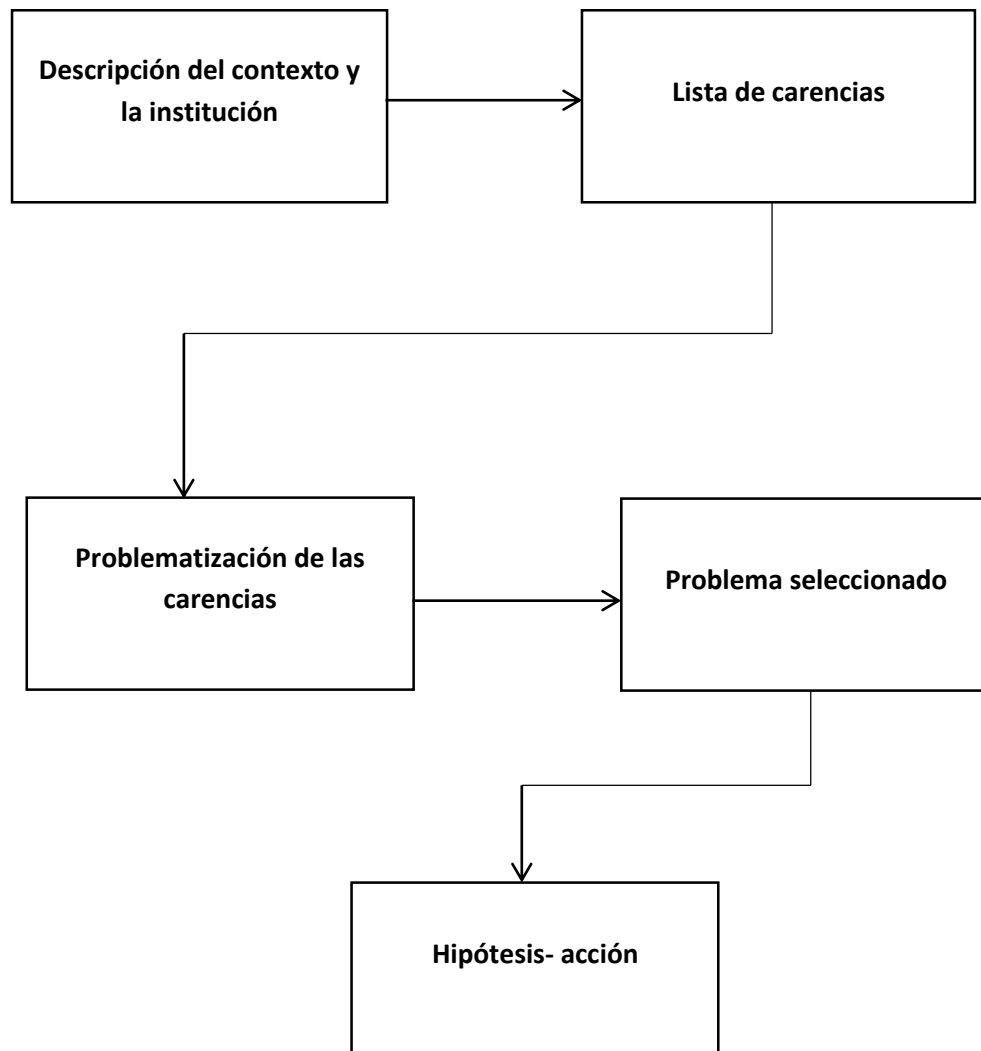 Descripción del contexto y
la institución
Lista de carencias
Problematización de las
carencias
Problema seleccionado
Hipótesis- acción